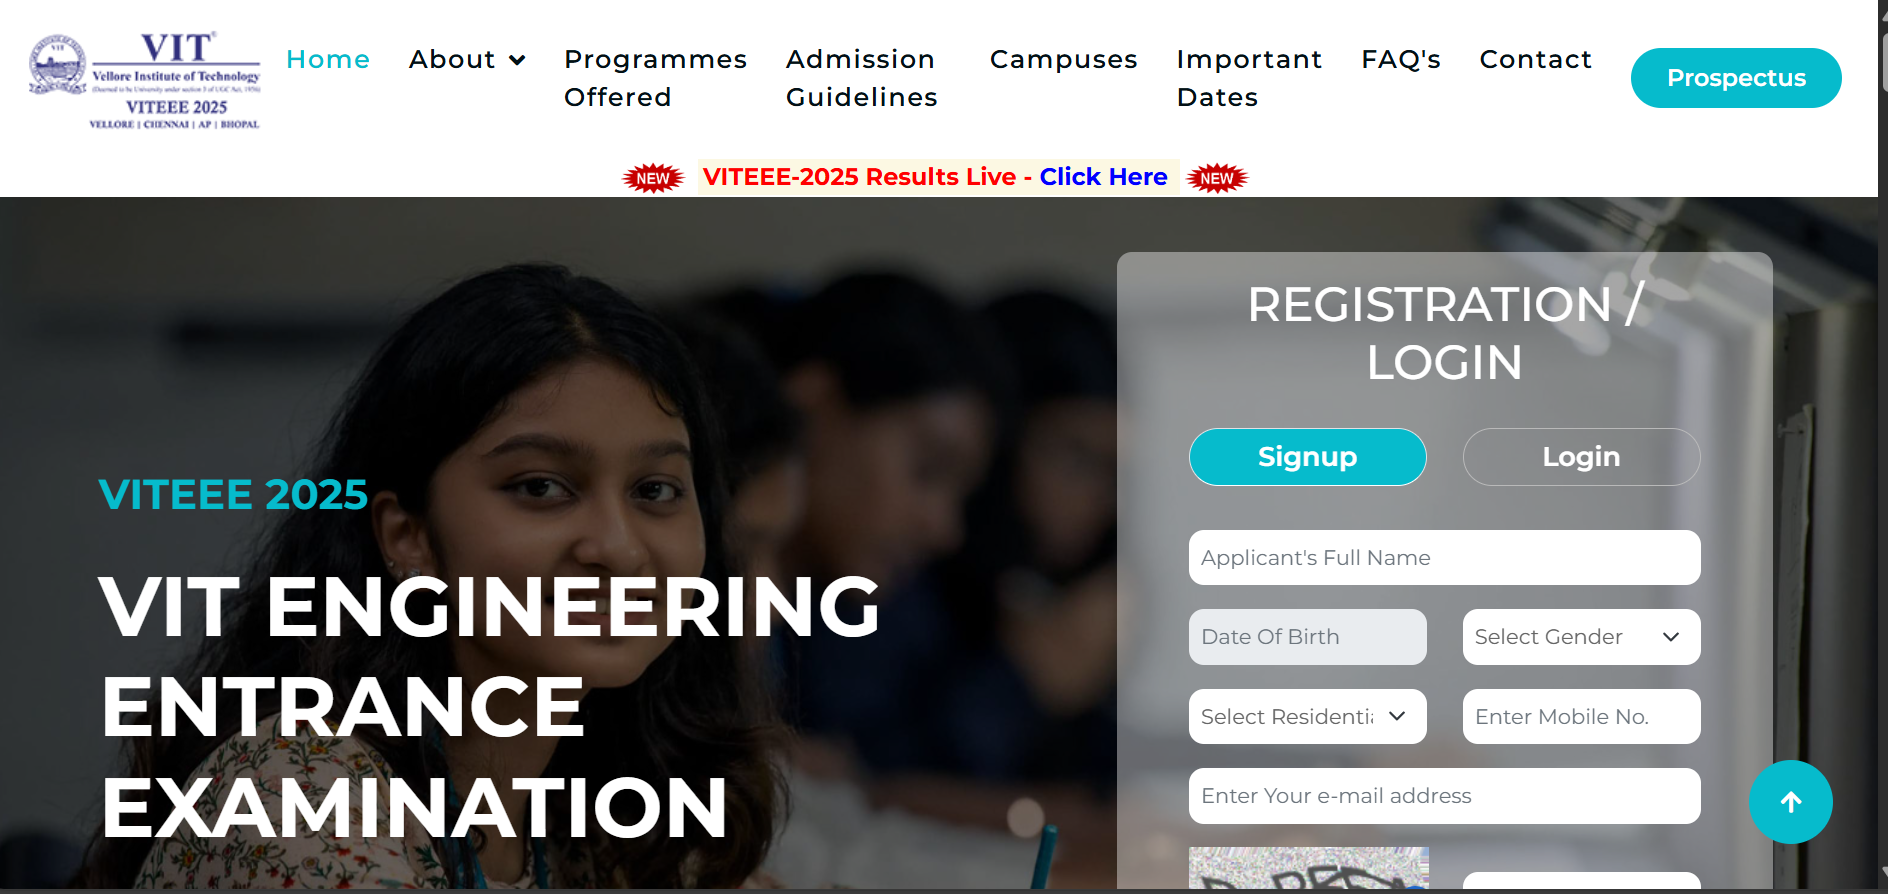 VIT
Vellore Institute of Technology
(Deemed to be University under section 3 of UGC Act, 1956)
VITEEE 2025
VELLORE | CHENNAI | AP | BHOPAL
Home
About
Programmes
Offered
Admission
Guidelines
Campuses
Important
Dates
FAQ's
Contact
Prospectus
NEW VITEEE-2025 Results Live - Click Here NEW
VITEEE 2025
VIT ENGINEERING
ENTRANCE
EXAMINATION
REGISTRATION /
LOGIN
Signup
Login
Applicant's Full Name
Date Of Birth
Select Gender
Select Residenti
Enter Mobile No.
Enter Your e-mail address